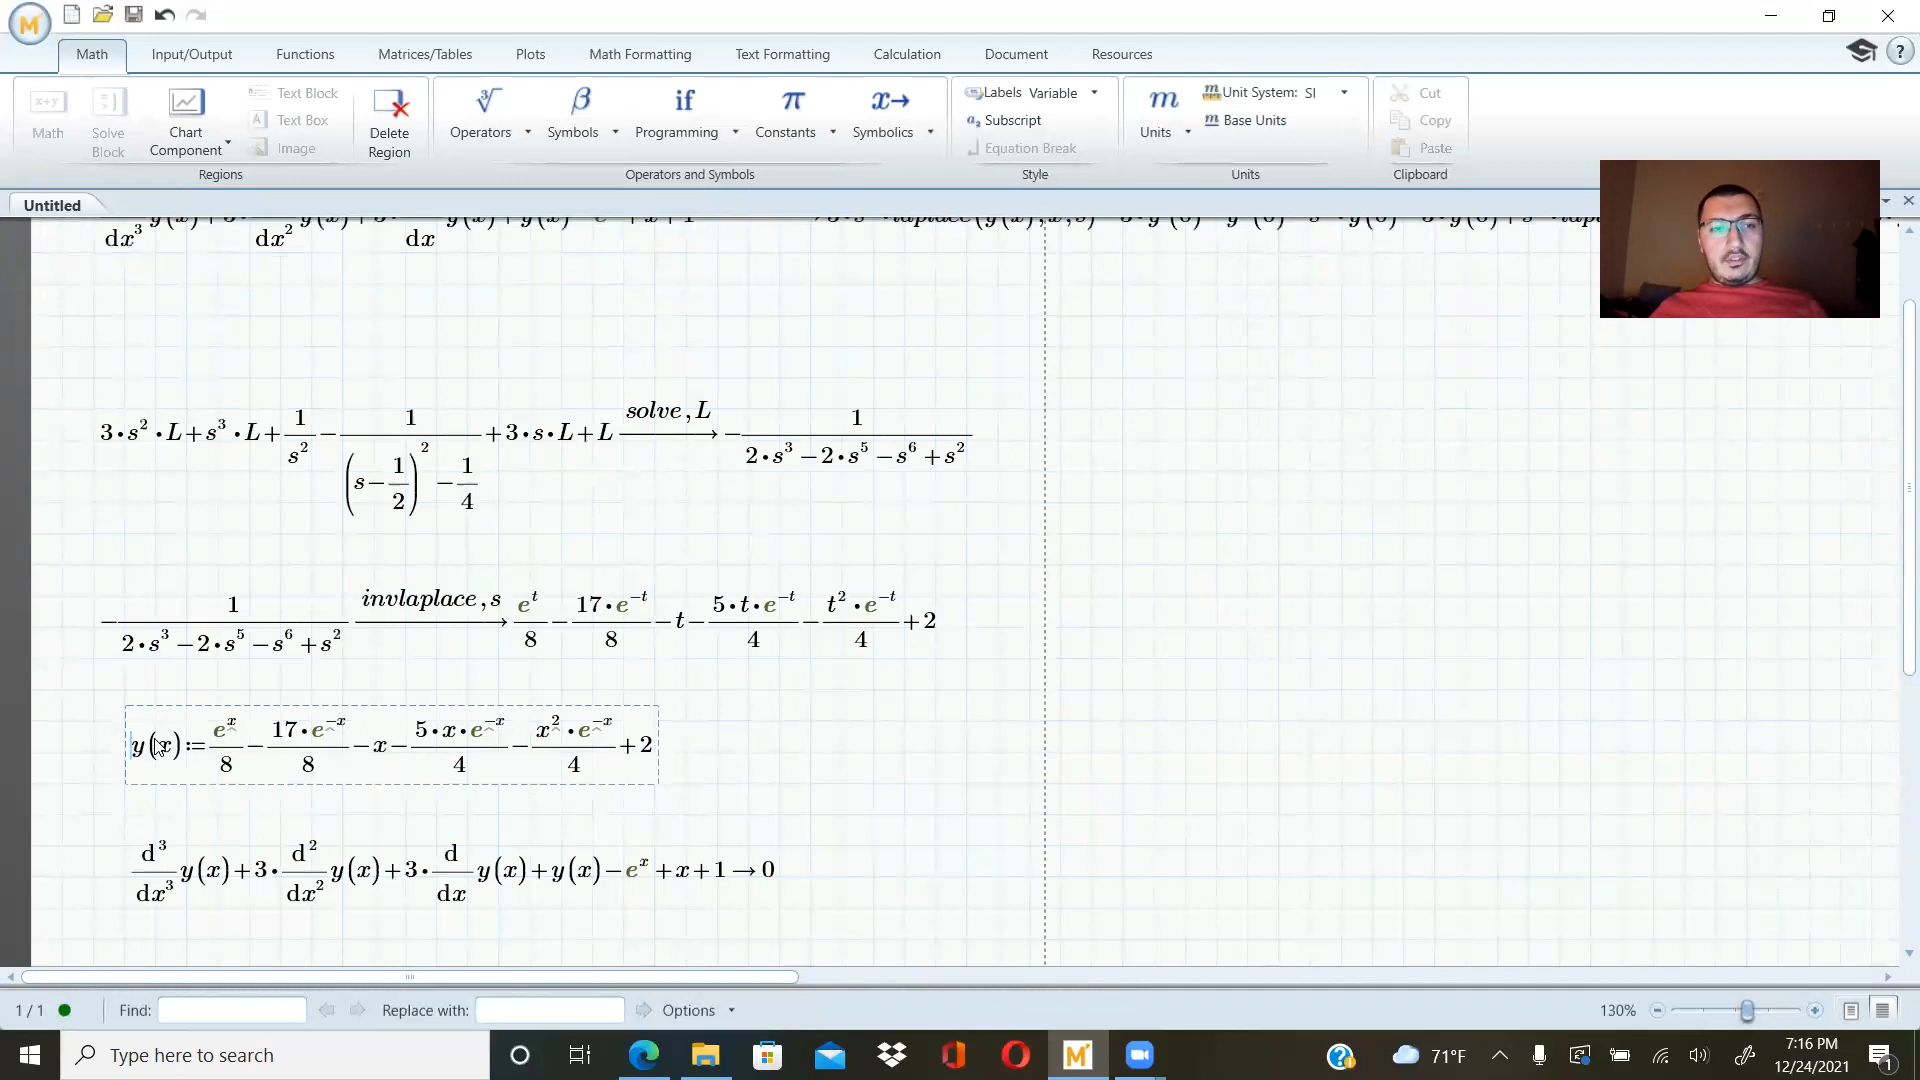 Math Input/Output Functions Matrices/Tables Plots Math Formatting Text Formatting Calculation Document Resources
Math
Solve Block
Chart Component
Text Block
Text Box
Image
Delete Region
Operators
Symbols
Programming
Constants
Symbolics
Labels Variable
Subscript
Equation Break
Units
Unit System: SI
Base Units
Cut
Copy
Paste
Regions Operators and Symbols Style Units Clipboard
Untitled
dx³ dx² dx
3·s²·L+s³·L+1/s²−1/((s−1/2)²−1/4)+3·s·L+L solve,L → −1/(2·s³−2·s⁵−s⁶+s²)
−1/(2·s³−2·s⁵−s⁶+s²) invlaplace,s → eᵗ/8−17·e⁻ᵗ/8−t−5·t·e⁻ᵗ/4−t²·e⁻ᵗ/4+2
y(x):=eˣ/8−17·e⁻ˣ/8−x−5·x·e⁻ˣ/4−x²·e⁻ˣ/4+2
d³/dx³ y(x)+3·d²/dx² y(x)+3·d/dx y(x)+y(x)−eˣ+x+1→0
1 / 1 Find: Replace with: Options 130%
Type here to search 71°F 7:16 PM
12/24/2021 1